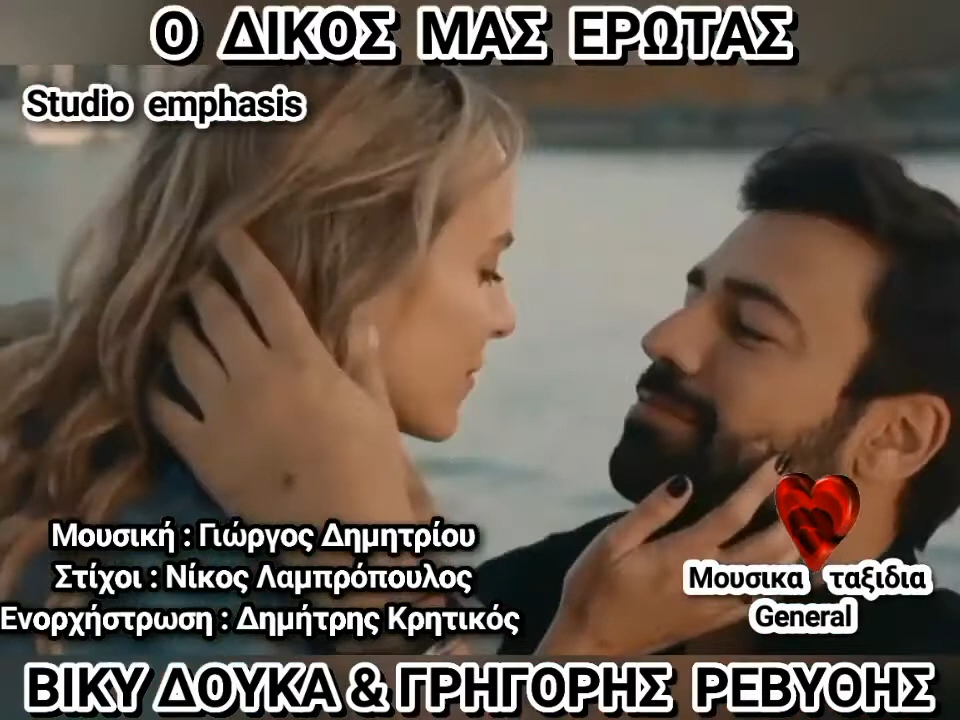 Ο ΔΙΚΟΣ ΜΑΣ ΕΡΩΤΑΣ
Studio emphasis
Μουσική : Γιώργος Δημητρίου
Στίχοι : Νίκος Λαμπρόπουλος
Ενορχήστρωση : Δημήτρης Κρητικός
Μουσικα ταξιδια
General
ΒΙΚΥ ΔΟΥΚΑ & ΓΡΗΓΟΡΗΣ ΡΕΒΥΘΗΣ